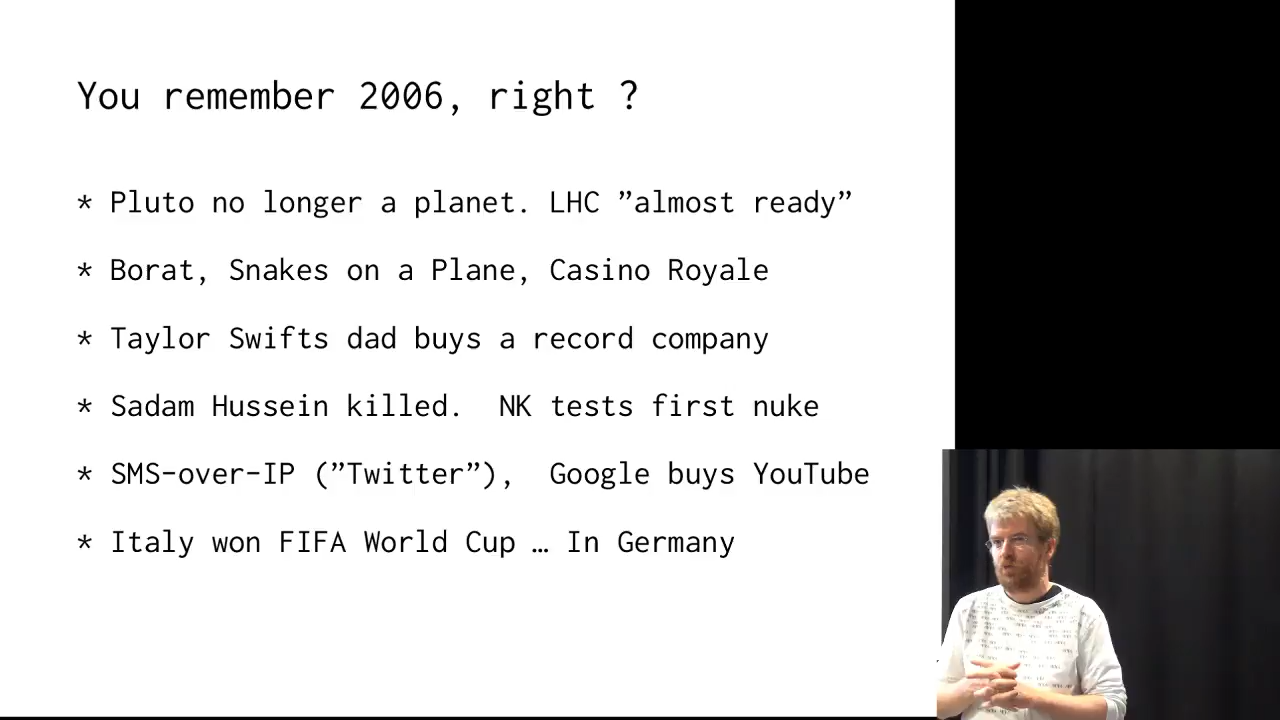 You remember 2006, right ?
* Pluto no longer a planet. LHC ”almost ready”
* Borat, Snakes on a Plane, Casino Royale
* Taylor Swifts dad buys a record company
* Sadam Hussein killed.  NK tests first nuke
* SMS-over-IP (”Twitter”),  Google buys YouTube
* Italy won FIFA World Cup … In Germany